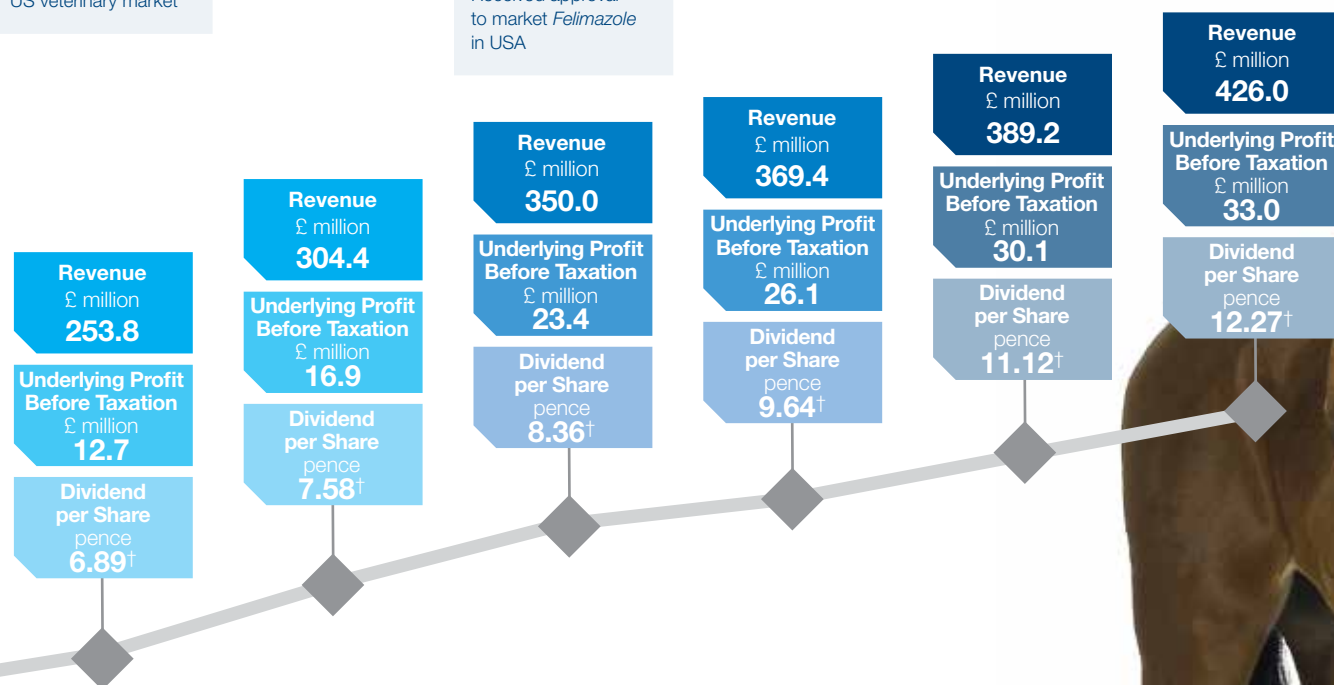 US veterinary market
Received approval
to market Felimazole
in USA
Revenue
£ million
253.8
Underlying Profit
Before Taxation
£ million
12.7
Dividend
per Share
pence
6.89†
Revenue
£ million
304.4
Underlying Profit
Before Taxation
£ million
16.9
Dividend
per Share
pence
7.58†
Revenue
£ million
350.0
Underlying Profit
Before Taxation
£ million
23.4
Dividend
per Share
pence
8.36†
Revenue
£ million
369.4
Underlying Profit
Before Taxation
£ million
26.1
Dividend
per Share
pence
9.64†
Revenue
£ million
389.2
Underlying Profit
Before Taxation
£ million
30.1
Dividend
per Share
pence
11.12†
Revenue
£ million
426.0
Underlying Profit
Before Taxation
£ million
33.0
Dividend
per Share
pence
12.27†